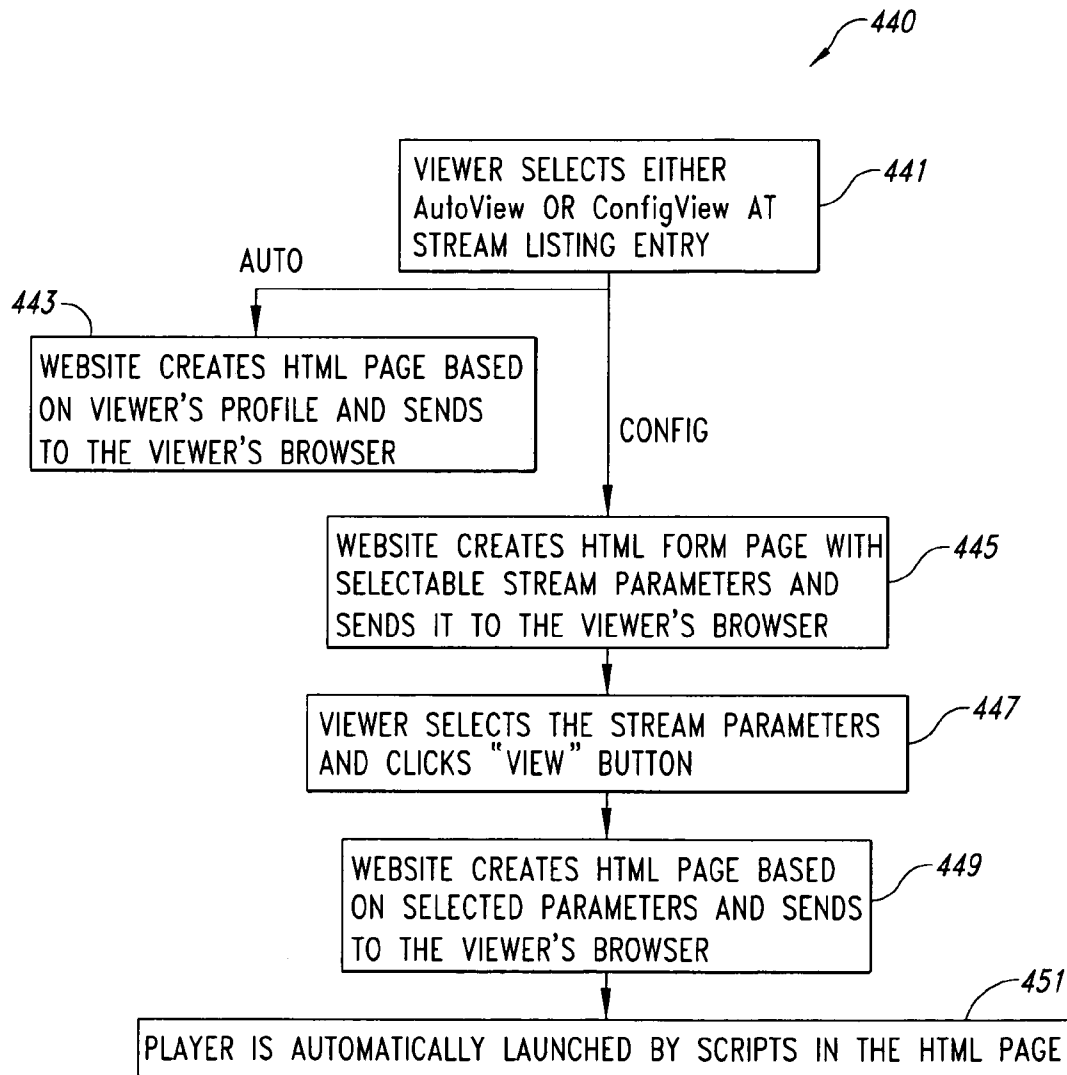 440
VIEWER SELECTS EITHER
AutoView OR ConfigView AT
STREAM LISTING ENTRY
441
AUTO
443
WEBSITE CREATES HTML PAGE BASED
ON VIEWER'S PROFILE AND SENDS
TO THE VIEWER'S BROWSER
CONFIG
WEBSITE CREATES HTML FORM PAGE WITH
SELECTABLE STREAM PARAMETERS AND
SENDS IT TO THE VIEWER'S BROWSER
445
VIEWER SELECTS THE STREAM PARAMETERS
AND CLICKS "VIEW" BUTTON
447
WEBSITE CREATES HTML PAGE BASED
ON SELECTED PARAMETERS AND SENDS
TO THE VIEWER'S BROWSER
449
451
PLAYER IS AUTOMATICALLY LAUNCHED BY SCRIPTS IN THE HTML PAGE